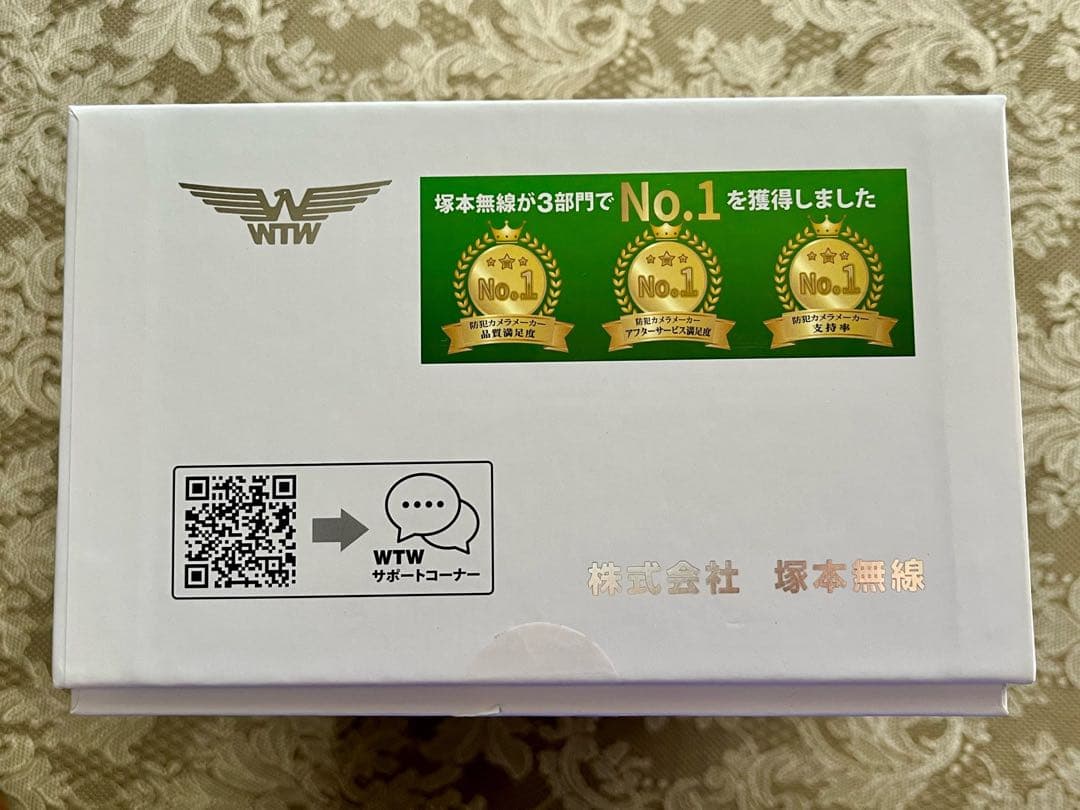 WTW
塚本無線が3部門でNo.1を獲得しました
No.1
防犯カメラメーカー
品質満足度
No.1
防犯カメラメーカー
アフターサービス満足度
No.1
防犯カメラメーカー
支持率
WTW
サポートコーナー
株式会社 塚本無線